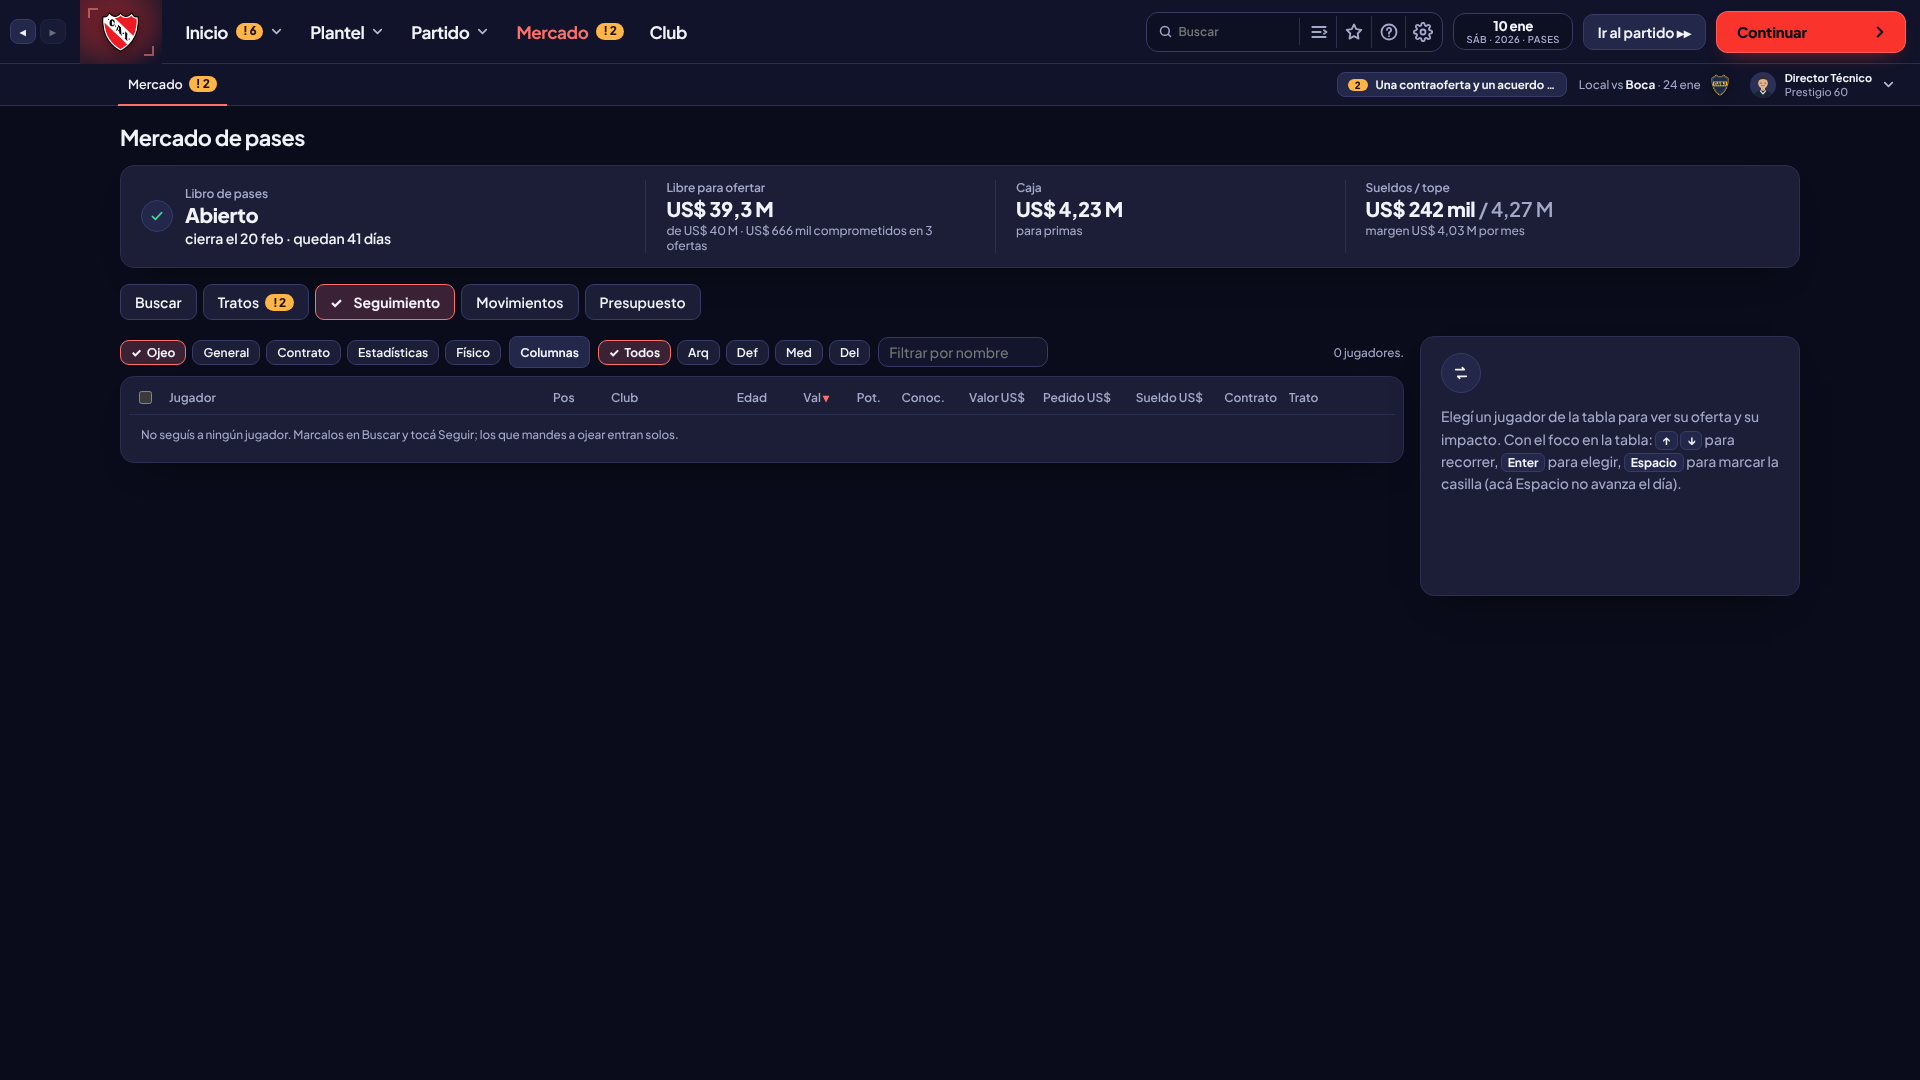 Inicio ! 6
Plantel
Partido
Mercado ! 2
Club
Buscar
10 ene
SÁB · 2026 · PASES
Ir al partido ▸▸
Continuar
Mercado ! 2
2 Una contraoferta y un acuerdo ...
Local vs Boca · 24 ene
Director Técnico
Prestigio 60
Mercado de pases
Libro de pases
Abierto
cierra el 20 feb · quedan 41 días
Libre para ofertar
US$ 39,3 M
de US$ 40 M · US$ 666 mil comprometidos en 3
ofertas
Caja
US$ 4,23 M
para primas
Sueldos / tope
US$ 242 mil / 4,27 M
margen US$ 4,03 M por mes
Buscar
Tratos ! 2
✓ Seguimiento
Movimientos
Presupuesto
✓ Ojeo
General
Contrato
Estadísticas
Físico
Columnas
✓ Todos
Arq
Def
Med
Del
Filtrar por nombre
0 jugadores.
Jugador Pos Club Edad Val▼ Pot. Conoc. Valor US$ Pedido US$ Sueldo US$ Contrato Trato
No seguís a ningún jugador. Marcalos en Buscar y tocá Seguir; los que mandes a ojear entran solos.
Elegí un jugador de la tabla para ver su oferta y su
impacto. Con el foco en la tabla: ↑ ↓ para
recorrer, Enter para elegir, Espacio para marcar la
casilla (acá Espacio no avanza el día).